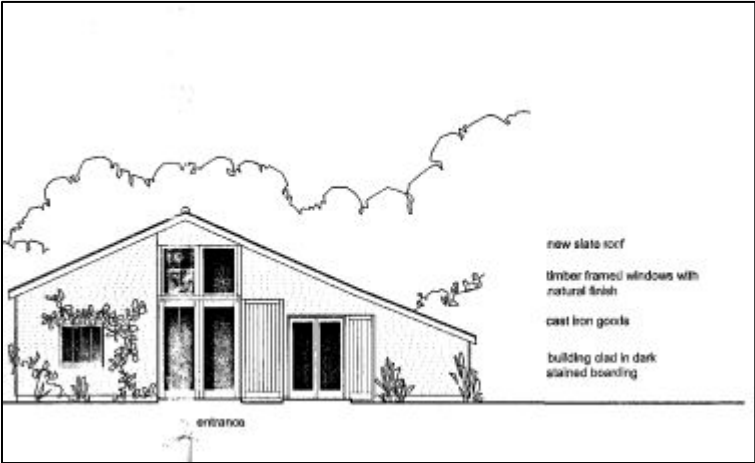 new slate roof
timber framed windows with
natural finish
cast iron goods
building clad in dark
stained boarding
entrance